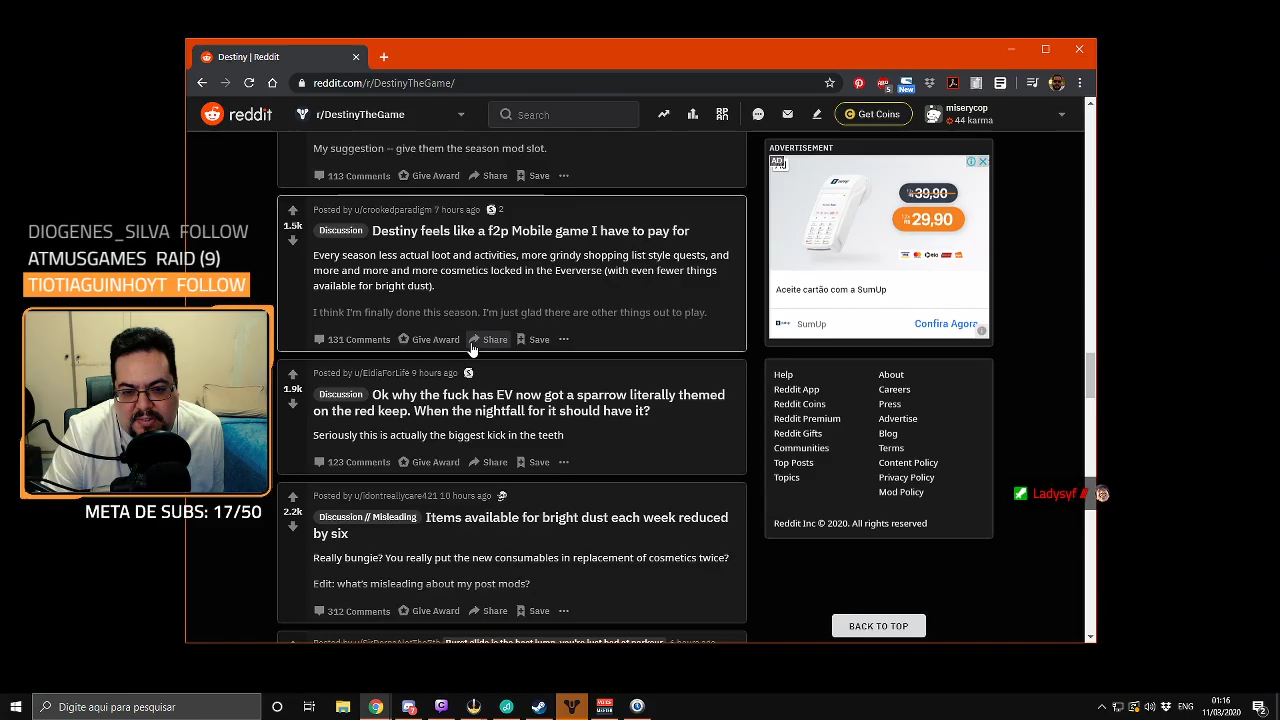 Destiny | Reddit
reddit.com/r/DestinyTheGame/
New
reddit
r/DestinyTheGame
Search
Get Coins
miserycop
44 karma
My suggestion -- give them the season mod slot.
113 Comments Give Award Share Save
Posted by u/crookedparadigm 7 hours ago 2
1.5k
Discussion Destiny feels like a f2p Mobile game I have to pay for
Every season less actual loot and activities, more grindy shopping list style quests, and
more and more and more cosmetics locked in the Eververse (with even fewer things
available for bright dust).
I think I'm finally done this season. I'm just glad there are other things out to play.
131 Comments Give Award Share Save
Posted by u/EldiaForLife 9 hours ago
1.9k
Discussion Ok why the fuck has EV now got a sparrow literally themed
on the red keep. When the nightfall for it should have it?
Seriously this is actually the biggest kick in the teeth
123 Comments Give Award Share Save
Posted by u/idontreallycare421 10 hours ago
2.2k
Discussion // Misleading Items available for bright dust each week reduced
by six
Really bungie? You really put the new consumables in replacement of cosmetics twice?
Edit: what's misleading about my post mods?
312 Comments Give Award Share Save
ADVERTISEMENT
AD
39,90
29,90
Aceite cartão com a SumUp
SumUp Confira Agora
Help About
Reddit App Careers
Reddit Coins Press
Reddit Premium Advertise
Reddit Gifts Blog
Communities Terms
Top Posts Content Policy
Topics Privacy Policy
Mod Policy
Reddit Inc © 2020. All rights reserved
BACK TO TOP
DIOGENES_SILVA FOLLOW
ATMUSGAMES RAID (9)
TIOTIAGUINHOYT FOLLOW
META DE SUBS: 17/50
Ladysyf //
Digite aqui para pesquisar
01:16
11/03/2020